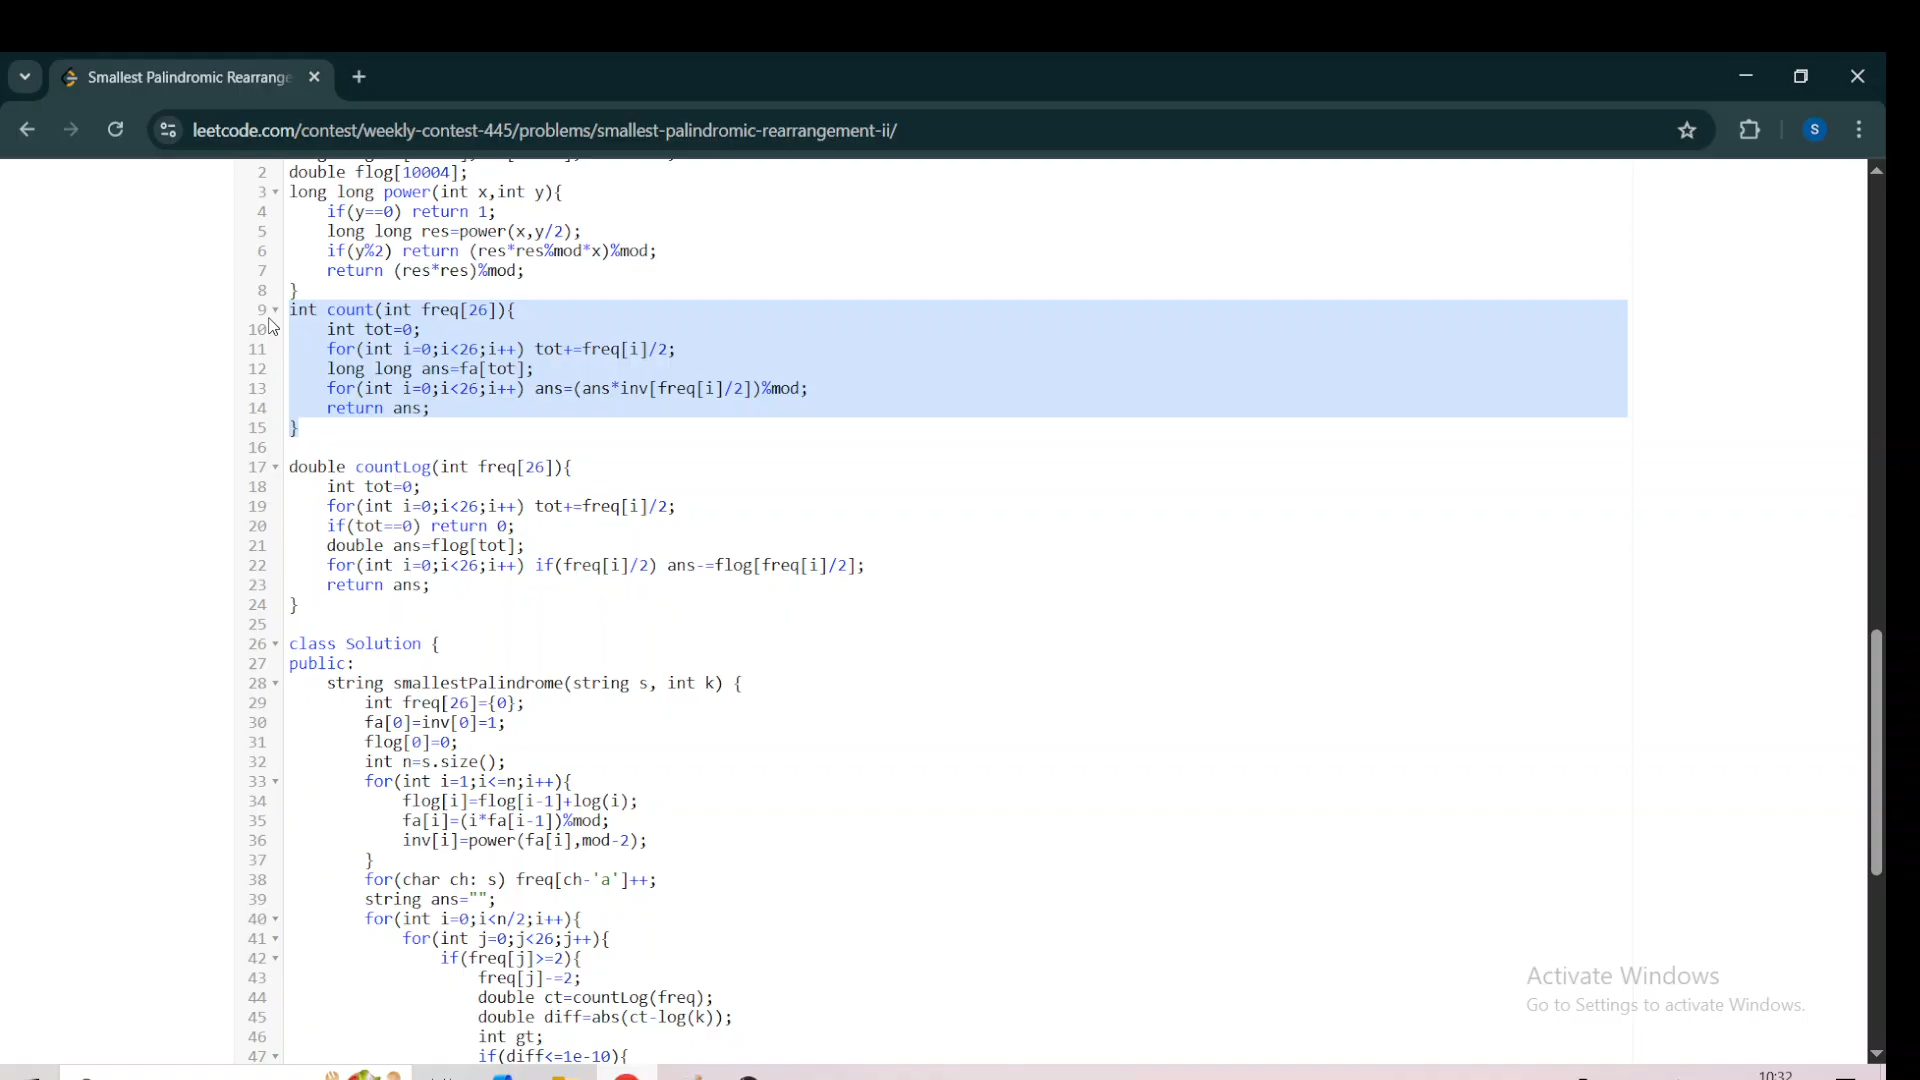 Smallest Palindromic Rearrange
leetcode.com/contest/weekly-contest-445/problems/smallest-palindromic-rearrangement-ii/
S
2 double flog[10004];
3 long long power(int x,int y){
4 if(y==0) return 1;
5 long long res=power(x,y/2);
6 if(y%2) return (res*res%mod*x)%mod;
7 return (res*res)%mod;
8 }
9 int count(int freq[26]){
10 int tot=0;
11 for(int i=0;i<26;i++) tot+=freq[i]/2;
12 long long ans=fa[tot];
13 for(int i=0;i<26;i++) ans=(ans*inv[freq[i]/2])%mod;
14 return ans;
15 }
16
17 double countLog(int freq[26]){
18 int tot=0;
19 for(int i=0;i<26;i++) tot+=freq[i]/2;
20 if(tot==0) return 0;
21 double ans=flog[tot];
22 for(int i=0;i<26;i++) if(freq[i]/2) ans-=flog[freq[i]/2];
23 return ans;
24 }
25
26 class Solution {
27 public:
28 string smallestPalindrome(string s, int k) {
29 int freq[26]={0};
30 fa[0]=inv[0]=1;
31 flog[0]=0;
32 int n=s.size();
33 for(int i=1;i<=n;i++){
34 flog[i]=flog[i-1]+log(i);
35 fa[i]=(i*fa[i-1])%mod;
36 inv[i]=power(fa[i],mod-2);
37 }
38 for(char ch: s) freq[ch-'a']++;
39 string ans="";
40 for(int i=0;i<n/2;i++){
41 for(int j=0;j<26;j++){
42 if(freq[j]>=2){
43 freq[j]-=2;
44 double ct=countLog(freq);
45 double diff=abs(ct-log(k));
46 int gt;
47 if(diff<=1e-10){
Activate Windows
Go to Settings to activate Windows.
10:32